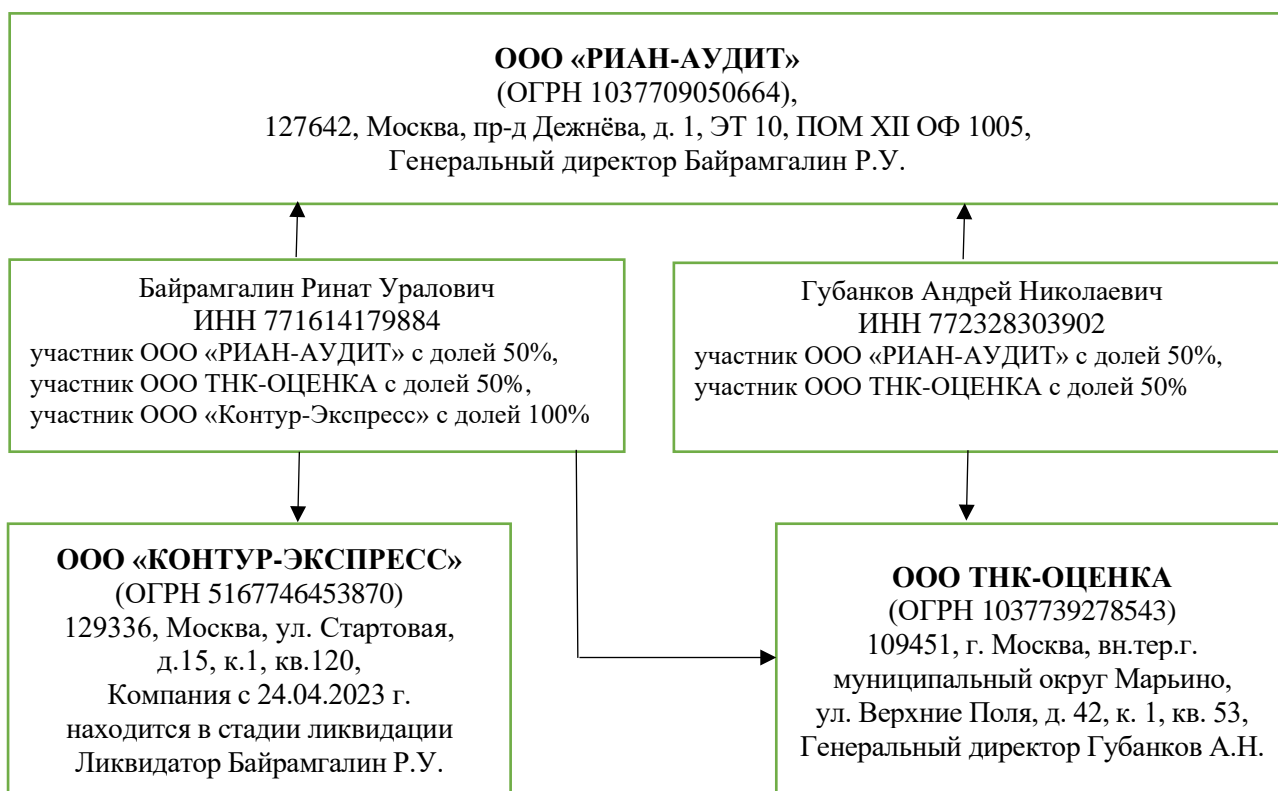 ООО «РИАН-АУДИТ»
(ОГРН 1037709050664),
127642, Москва, пр-д Дежнёва, д. 1, ЭТ 10, ПОМ XII ОФ 1005,
Генеральный директор Байрамгалин Р.У.
Байрамгалин Ринат Уралович
ИНН 771614179884
участник ООО «РИАН-АУДИТ» с долей 50%,
участник ООО ТНК-ОЦЕНКА с долей 50%,
участник ООО «Контур-Экспресс» с долей 100%
Губанков Андрей Николаевич
ИНН 772328303902
участник ООО «РИАН-АУДИТ» с долей 50%,
участник ООО ТНК-ОЦЕНКА с долей 50%
ООО «КОНТУР-ЭКСПРЕСС»
(ОГРН 5167746453870)
129336, Москва, ул. Стартовая,
д.15, к.1, кв.120,
Компания с 24.04.2023 г.
находится в стадии ликвидации
Ликвидатор Байрамгалин Р.У.
ООО ТНК-ОЦЕНКА
(ОГРН 1037739278543)
109451, г. Москва, вн.тер.г.
муниципальный округ Марьино,
ул. Верхние Поля, д. 42, к. 1, кв. 53,
Генеральный директор Губанков А.Н.